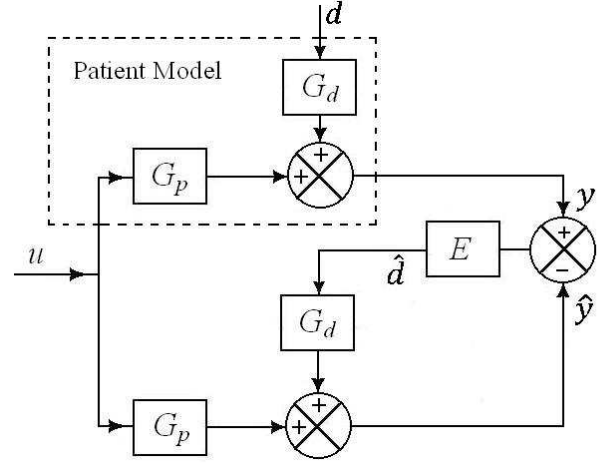 d
Patient Model
G_d
+
G_p
+
y
u
+
E
d̂
−
ŷ
G_d
+
G_p
+